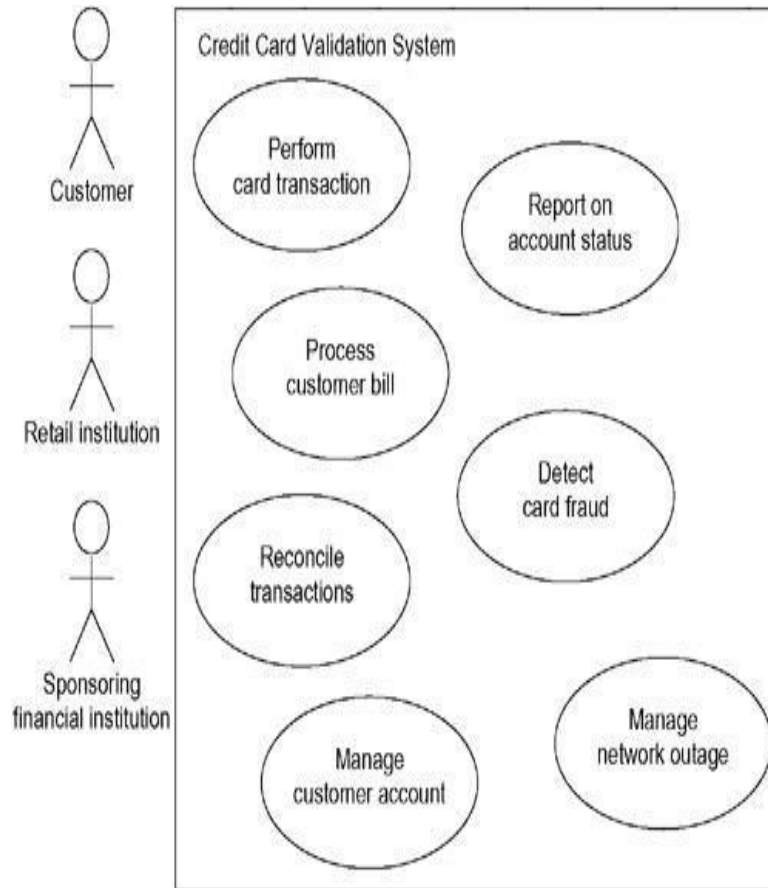 Credit Card Validation System
Customer
Perform
card transaction
Report on
account status
Retail institution
Process
customer bill
Detect
card fraud
Sponsoring
financial institution
Reconcile
transactions
Manage
customer account
Manage
network outage